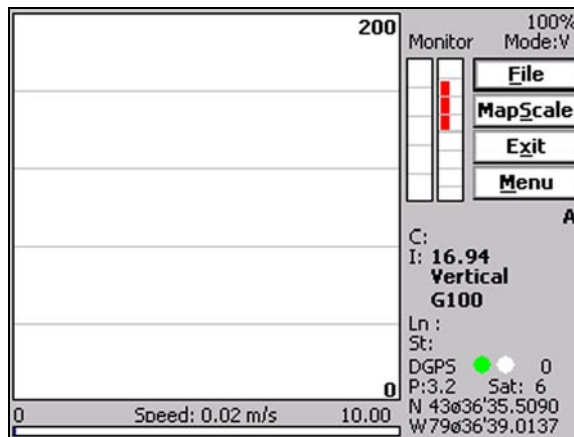 200
100%
Monitor Mode:V
File
MapScale
Exit
Menu
A
C:
I: 16.94
Vertical
G100
Ln :
St:
DGPS 0
P:3.2 Sat: 6
N 43ø36'35.5090
W79ø36'39.0137
0
0 Speed: 0.02 m/s 10.00